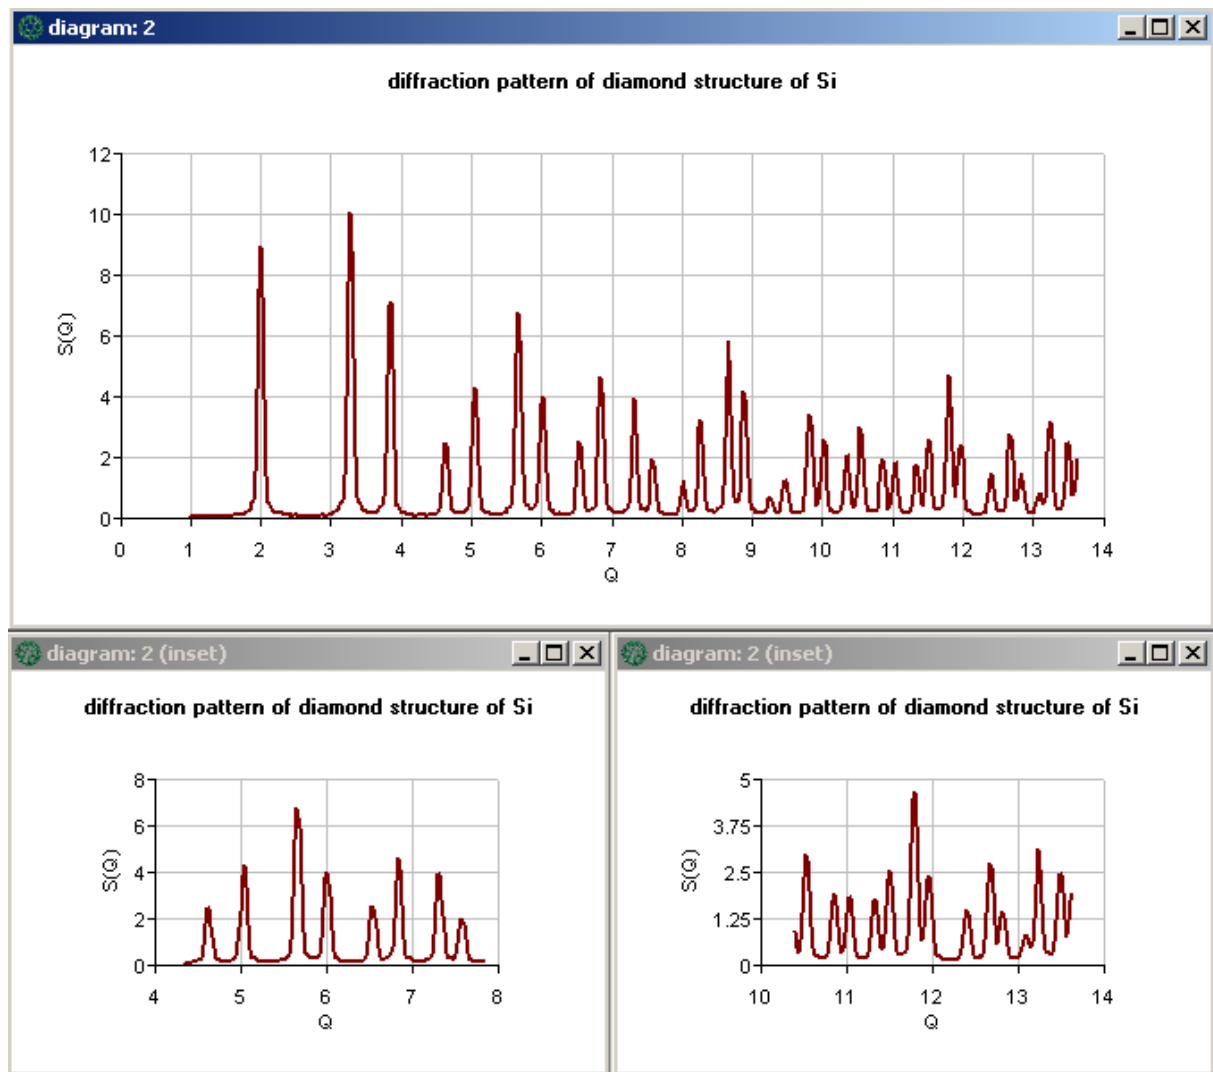 diagram: 2
diffraction pattern of diamond structure of Si
12
10
8
6
4
2
0
S(Q)
0 1 2 3 4 5 6 7 8 9 10 11 12 13 14
Q
diagram: 2 (inset)
diffraction pattern of diamond structure of Si
8
6
4
2
0
S(Q)
4 5 6 7 8
Q
diagram: 2 (inset)
diffraction pattern of diamond structure of Si
5
3.75
2.5
1.25
0
S(Q)
10 11 12 13 14
Q